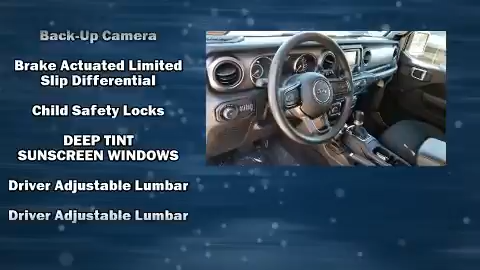 Back-Up Camera
Brake Actuated Limited
Slip Differential
Child Safety Locks
DEEP TINT
SUNSCREEN WINDOWS
Driver Adjustable Lumbar
Driver Adjustable Lumbar